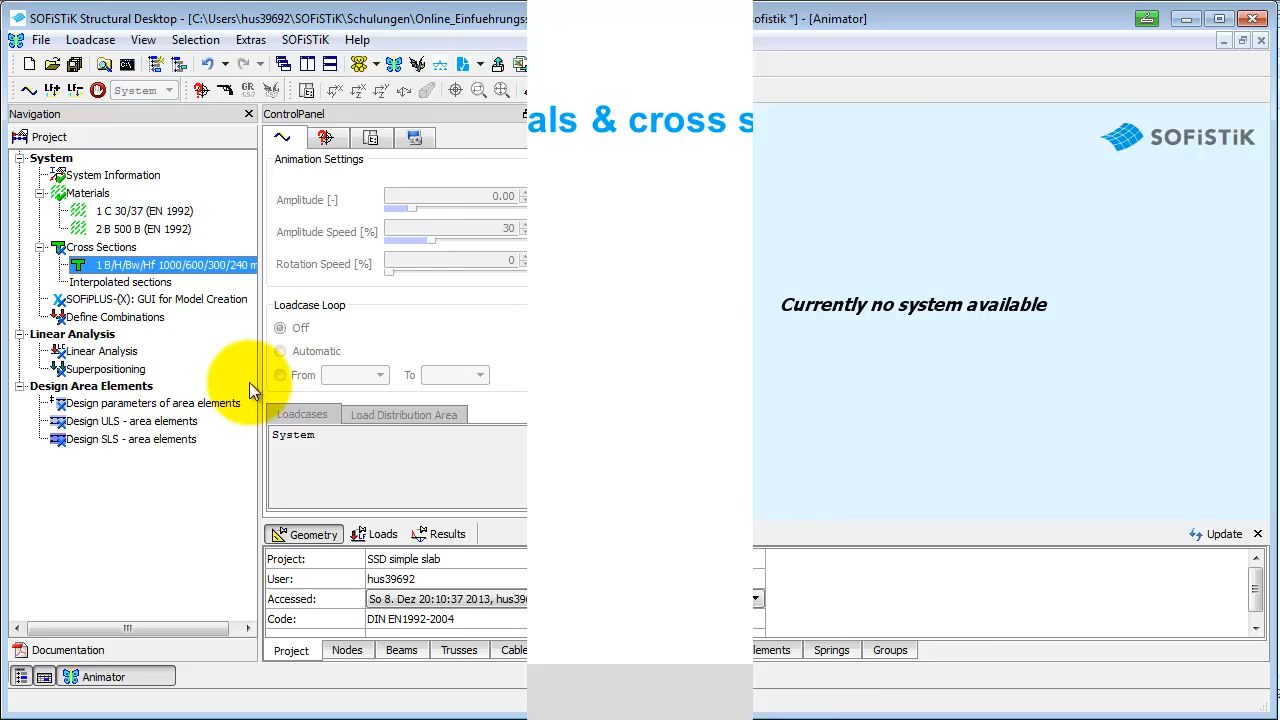 SOFiSTiK Structural Desktop - [C:\Users\hus39692\SOFiSTiK\Schulungen\Online_Einfuehrungss
sofistik *] - [Animator]
File Loadcase View Selection Extras SOFiSTiK Help
System
Navigation
ControlPanel
Project
System
System Information
Materials
1 C 30/37 (EN 1992)
2 B 500 B (EN 1992)
Cross Sections
1 B/H/Bw/Hf 1000/600/300/240 m
Interpolated sections
SOFiPLUS-(X): GUI for Model Creation
Define Combinations
Linear Analysis
Linear Analysis
Superpositioning
Design Area Elements
Design parameters of area elements
Design ULS - area elements
Design SLS - area elements
Documentation
Animator
Animation Settings
Amplitude [-] 0.00
Amplitude Speed [%] 30
Rotation Speed [%] 0
Loadcase Loop
Off
Automatic
From To
Loadcases Load Distribution Area
System
als & cross s
SOFiSTiK
Currently no system available
Geometry Loads Results
Update
Project: SSD simple slab
User: hus39692
Accessed: So 8. Dez 20:10:37 2013, hus39
Code: DIN EN1992-2004
Project Nodes Beams Trusses Cable
lements Springs Groups